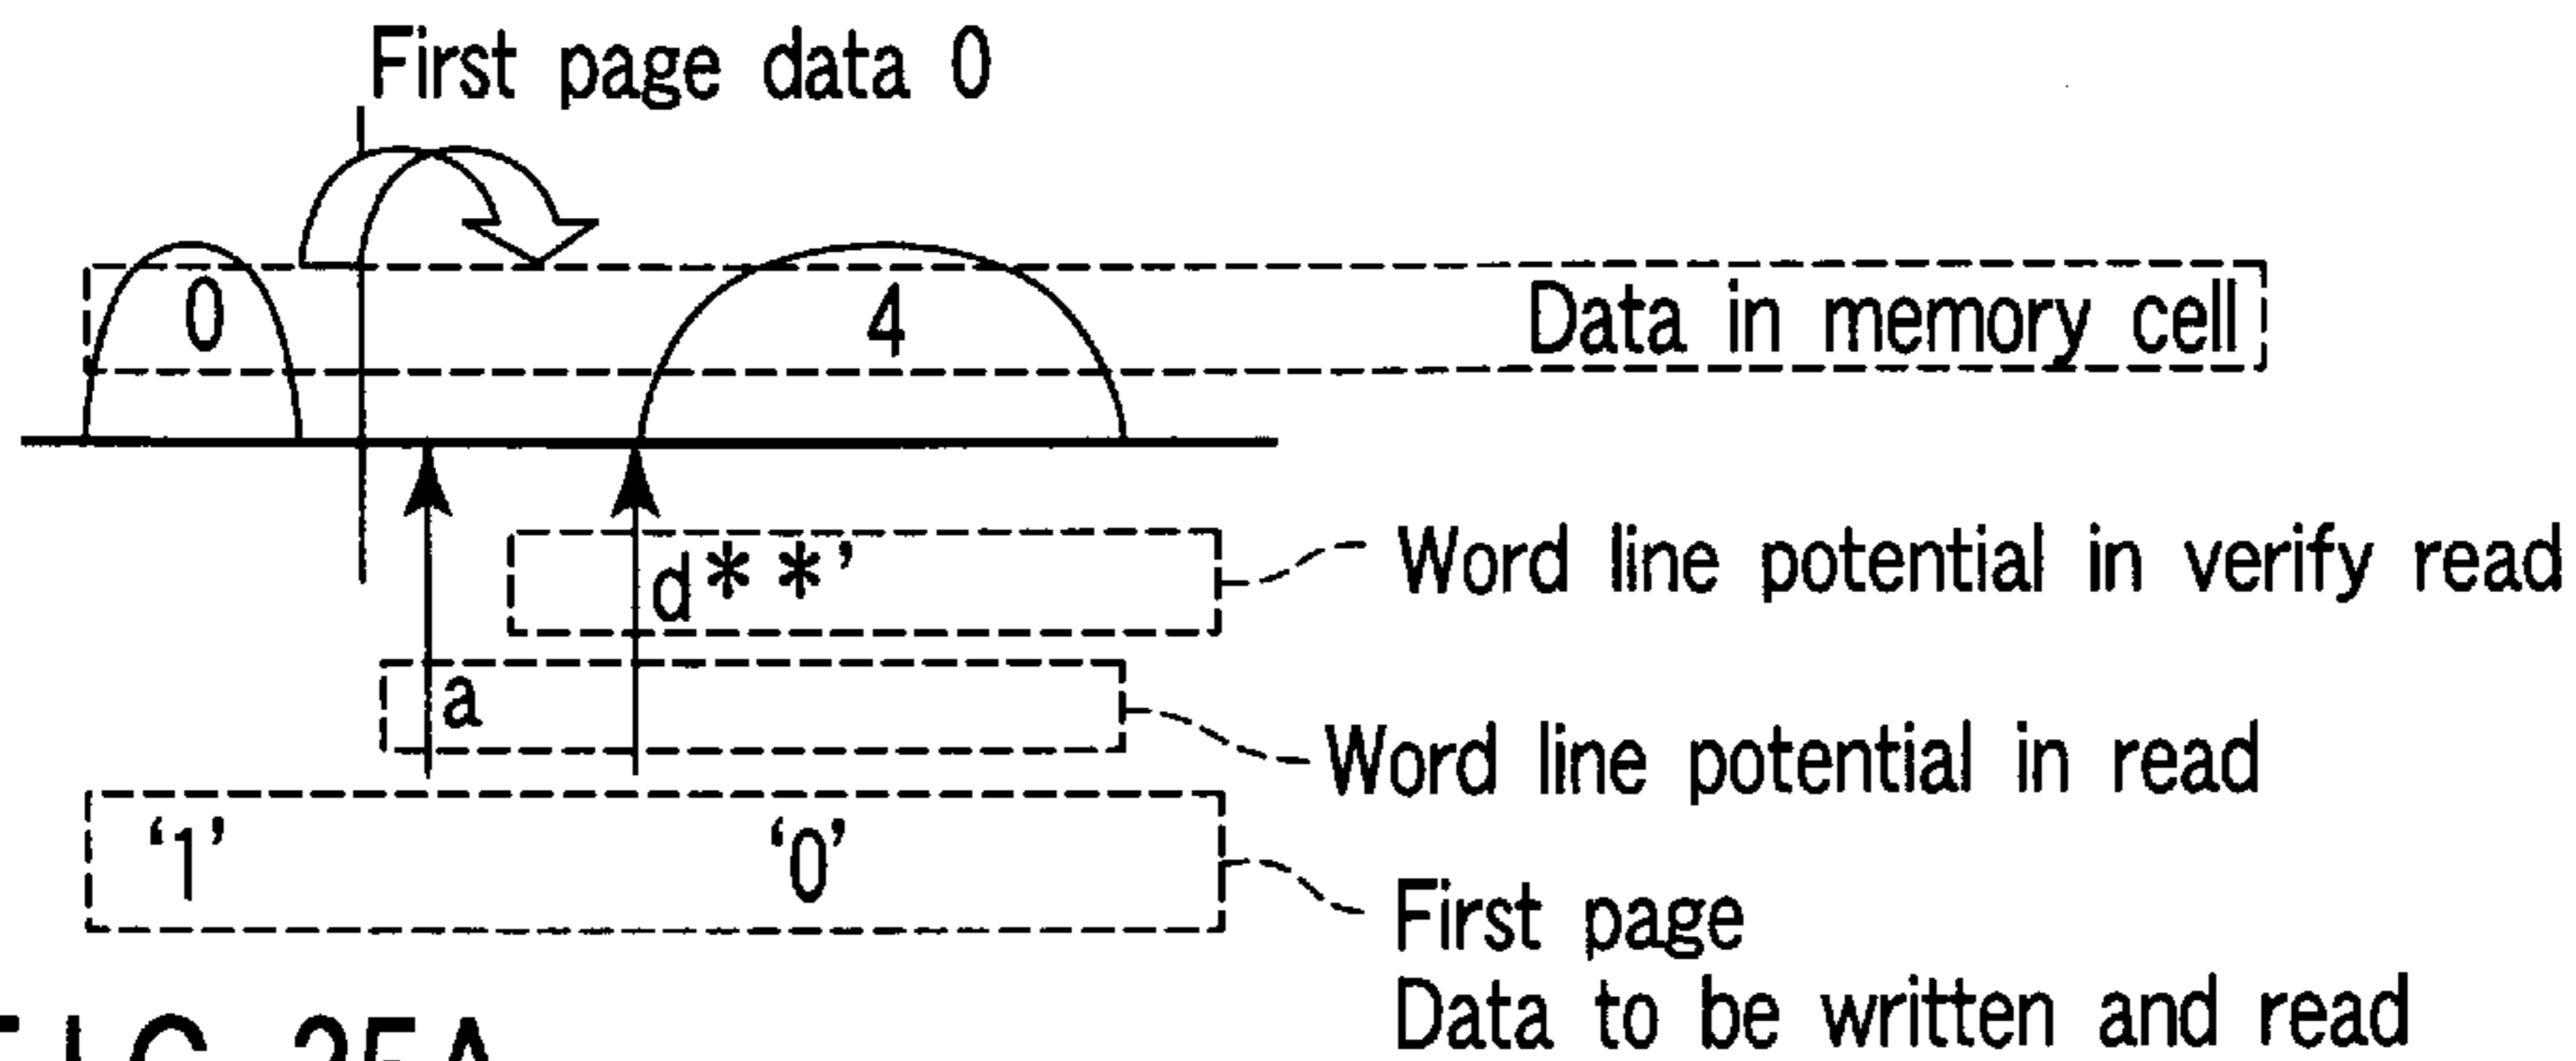 First page data 0
0
4
Data in memory cell
d**’
Word line potential in verify read
a
Word line potential in read
‘1’ ‘0’
First page
Data to be written and read